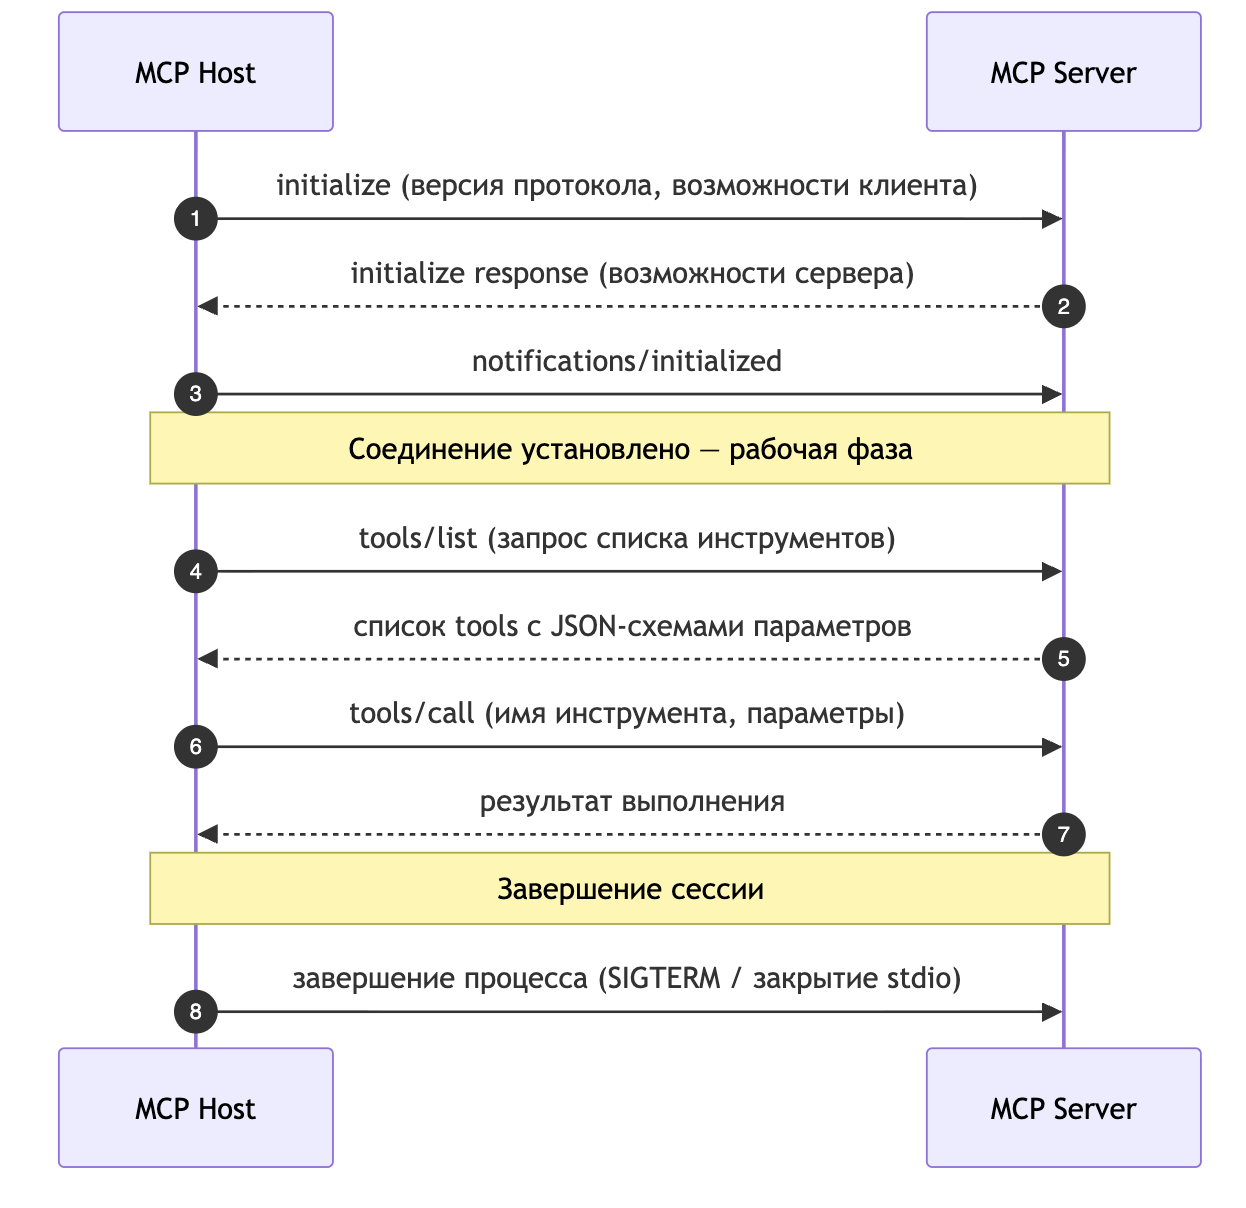 MCP Host
MCP Server
initialize (версия протокола, возможности клиента)
1
initialize response (возможности сервера)
2
notifications/initialized
3
Соединение установлено — рабочая фаза
tools/list (запрос списка инструментов)
4
список tools с JSON-схемами параметров
5
tools/call (имя инструмента, параметры)
6
результат выполнения
7
Завершение сессии
завершение процесса (SIGTERM / закрытие stdio)
8
MCP Host
MCP Server